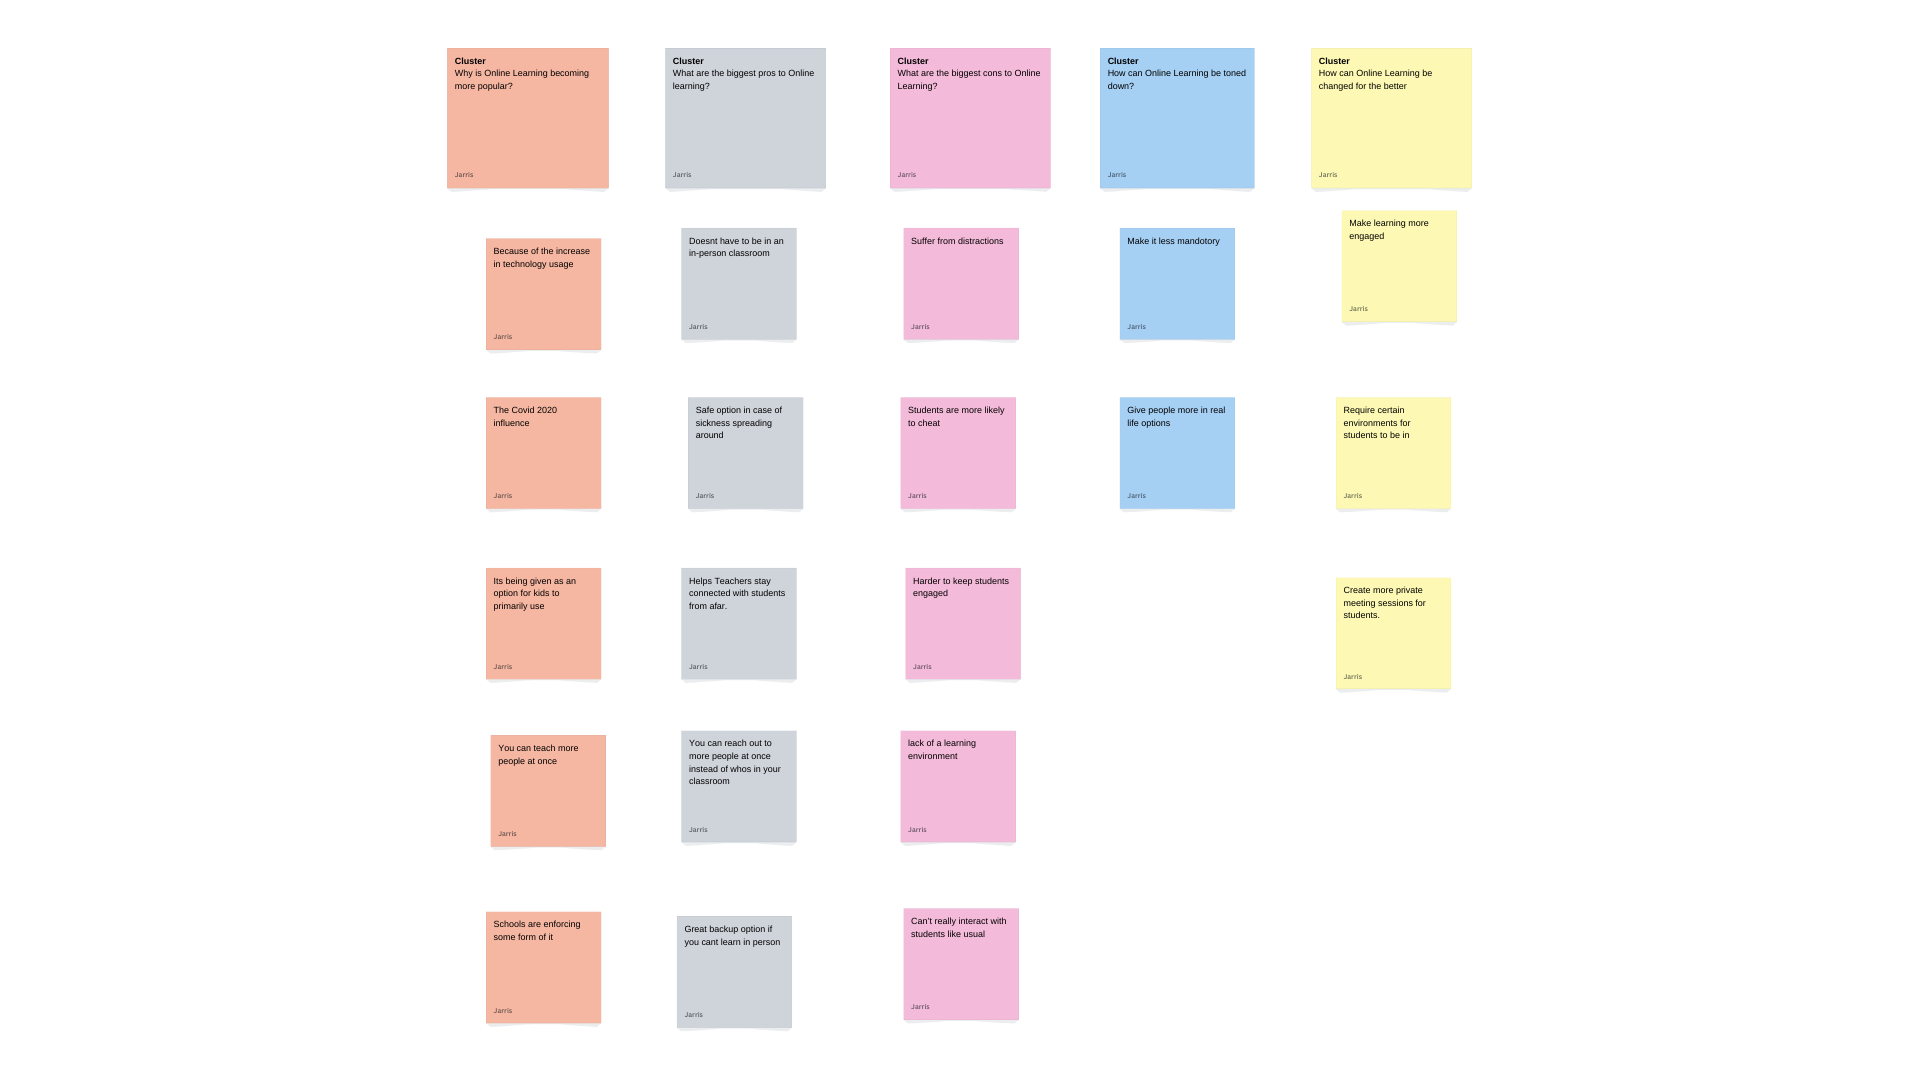 Cluster
Why is Online Learning becoming
more popular?
Jarris
Cluster
What are the biggest pros to Online
learning?
Jarris
Cluster
What are the biggest cons to Online
Learning?
Jarris
Cluster
How can Online Learning be toned
down?
Jarris
Cluster
How can Online Learning be
changed for the better
Jarris
Because of the increase
in technology usage
Jarris
Doesnt have to be in an
in-person classroom
Jarris
Suffer from distractions
Jarris
Make it less mandotory
Jarris
Make learning more
engaged
Jarris
The Covid 2020
influence
Jarris
Safe option in case of
sickness spreading
around
Jarris
Students are more likely
to cheat
Jarris
Give people more in real
life options
Jarris
Require certain
environments for
students to be in
Jarris
Its being given as an
option for kids to
primarily use
Jarris
Helps Teachers stay
connected with students
from afar.
Jarris
Harder to keep students
engaged
Jarris
Create more private
meeting sessions for
students.
Jarris
You can teach more
people at once
Jarris
You can reach out to
more people at once
instead of whos in your
classroom
Jarris
lack of a learning
environment
Jarris
Schools are enforcing
some form of it
Jarris
Great backup option if
you cant learn in person
Jarris
Can't really interact with
students like usual
Jarris